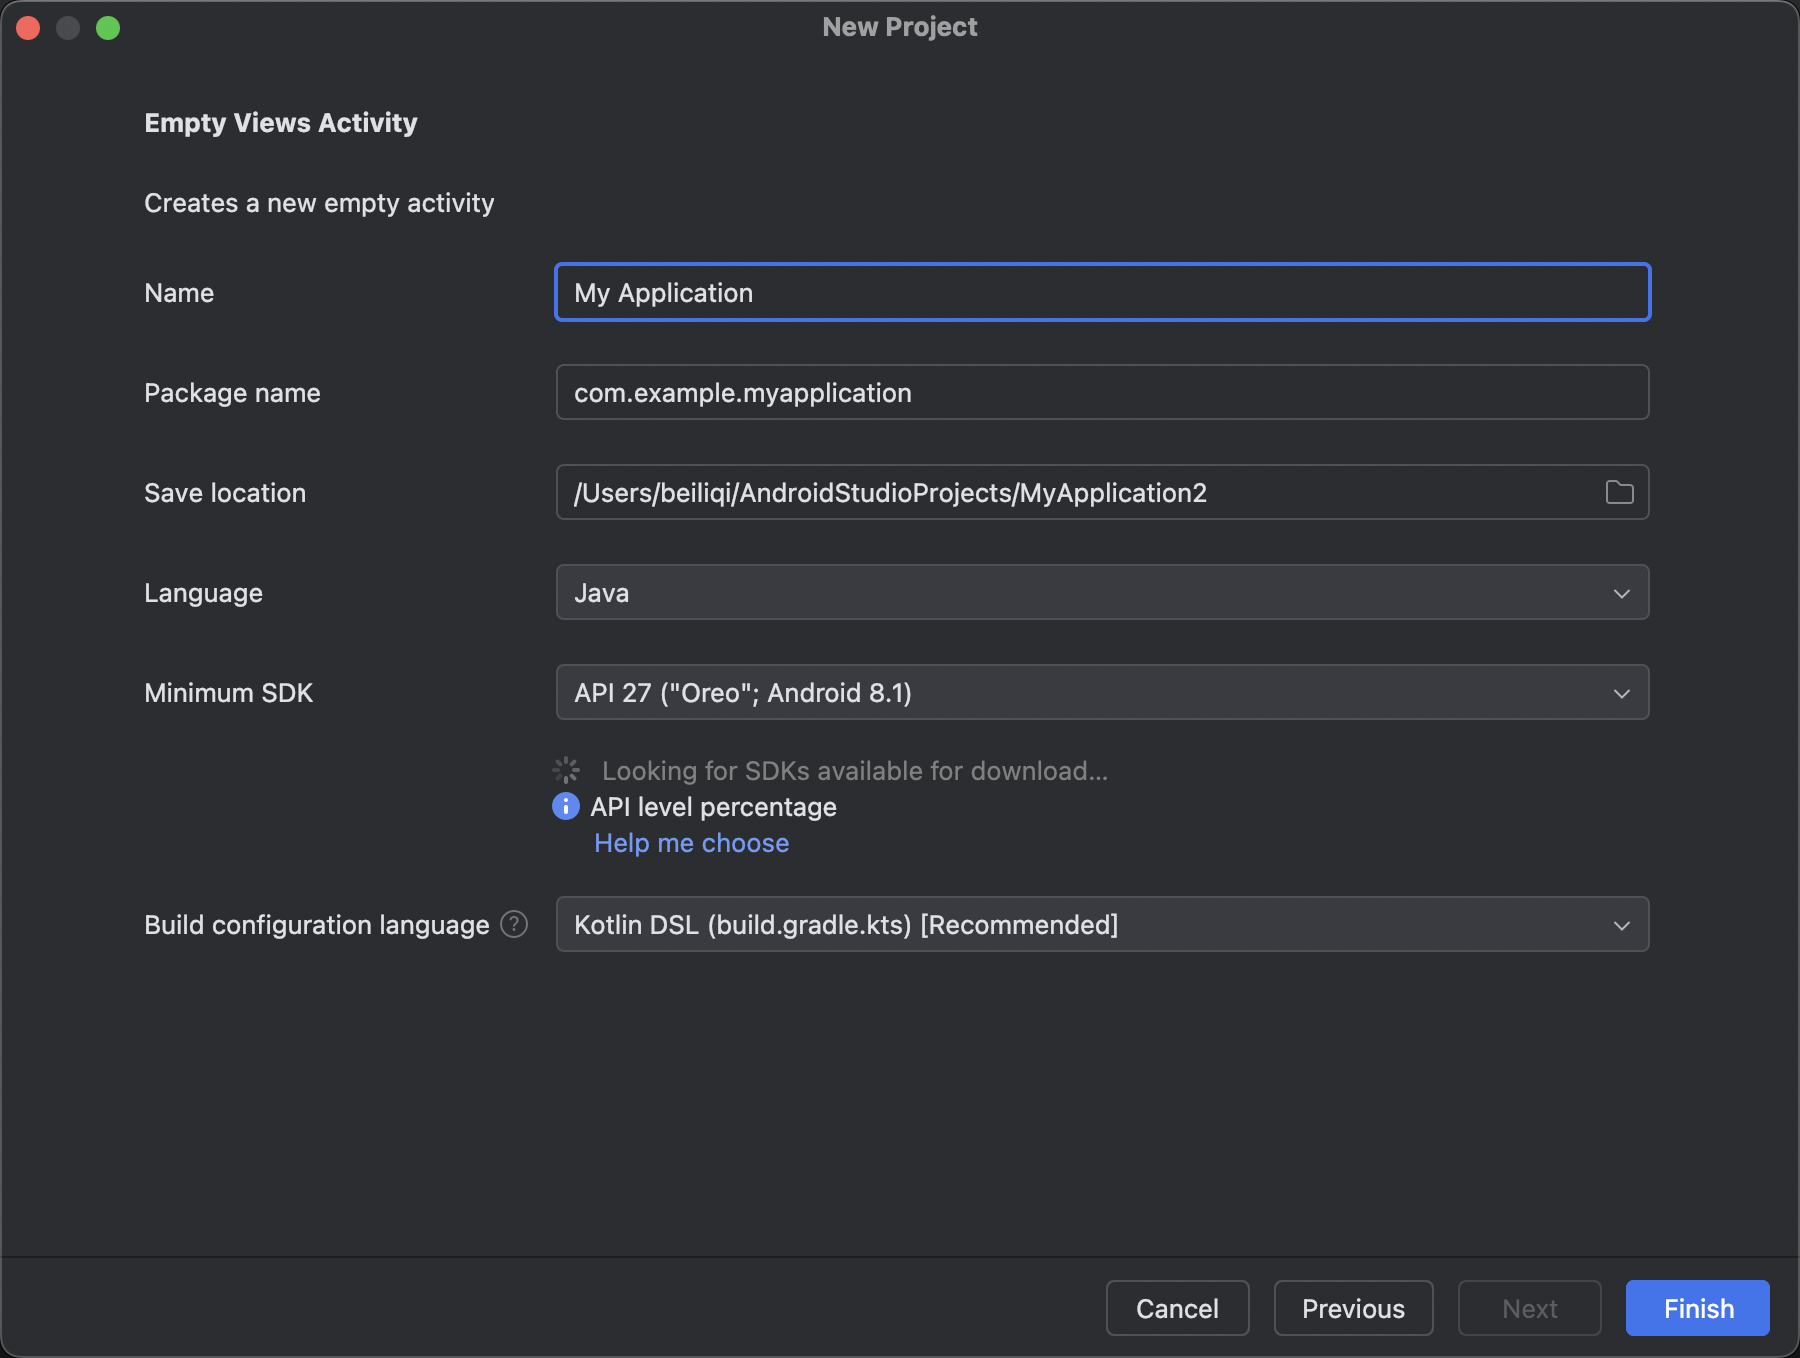 New Project
Empty Views Activity
Creates a new empty activity
Name
My Application
Package name
com.example.myapplication
Save location
/Users/beiliqi/AndroidStudioProjects/MyApplication2
Language
Java
Minimum SDK
API 27 ("Oreo"; Android 8.1)
Looking for SDKs available for download...
API level percentage
Help me choose
Build configuration language ?
Kotlin DSL (build.gradle.kts) [Recommended]
Cancel
Previous
Next
Finish